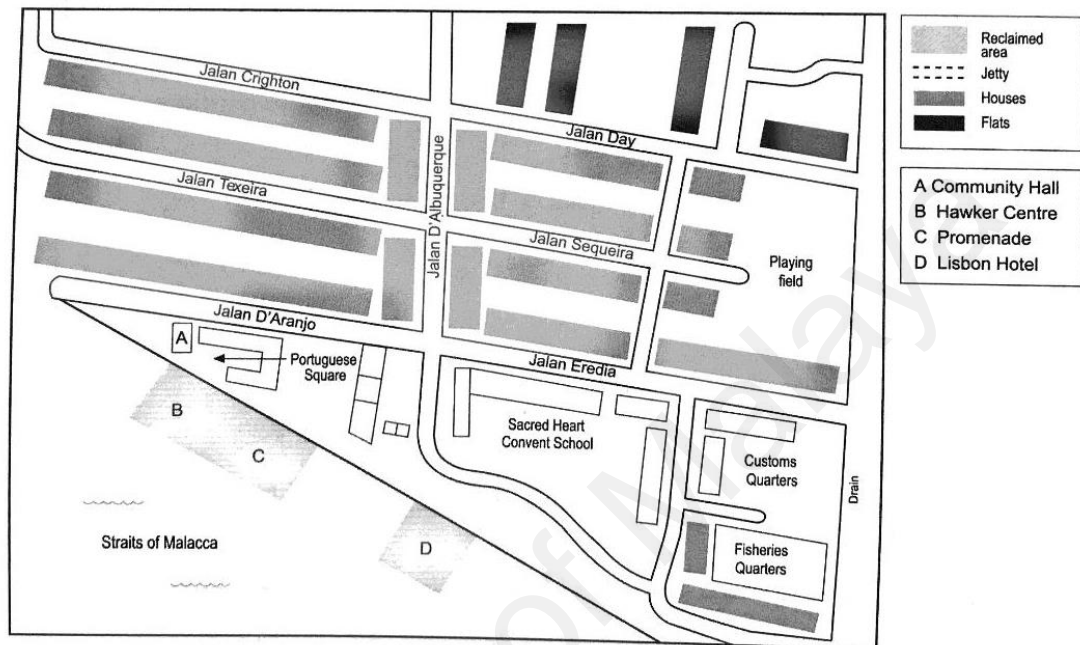 Jalan Crighton
Jalan Day
Jalan D'Albuquerque
Jalan Texeira
Jalan Sequeira
Playing
field
Jalan D'Aranjo
Jalan Eredia
A
Portuguese
Square
B
C
D
Sacred Heart
Convent School
Customs
Quarters
Drain
Fisheries
Quarters
Straits of Malacca
Reclaimed
area
Jetty
Houses
Flats
A Community Hall
B Hawker Centre
C Promenade
D Lisbon Hotel
of Malaya